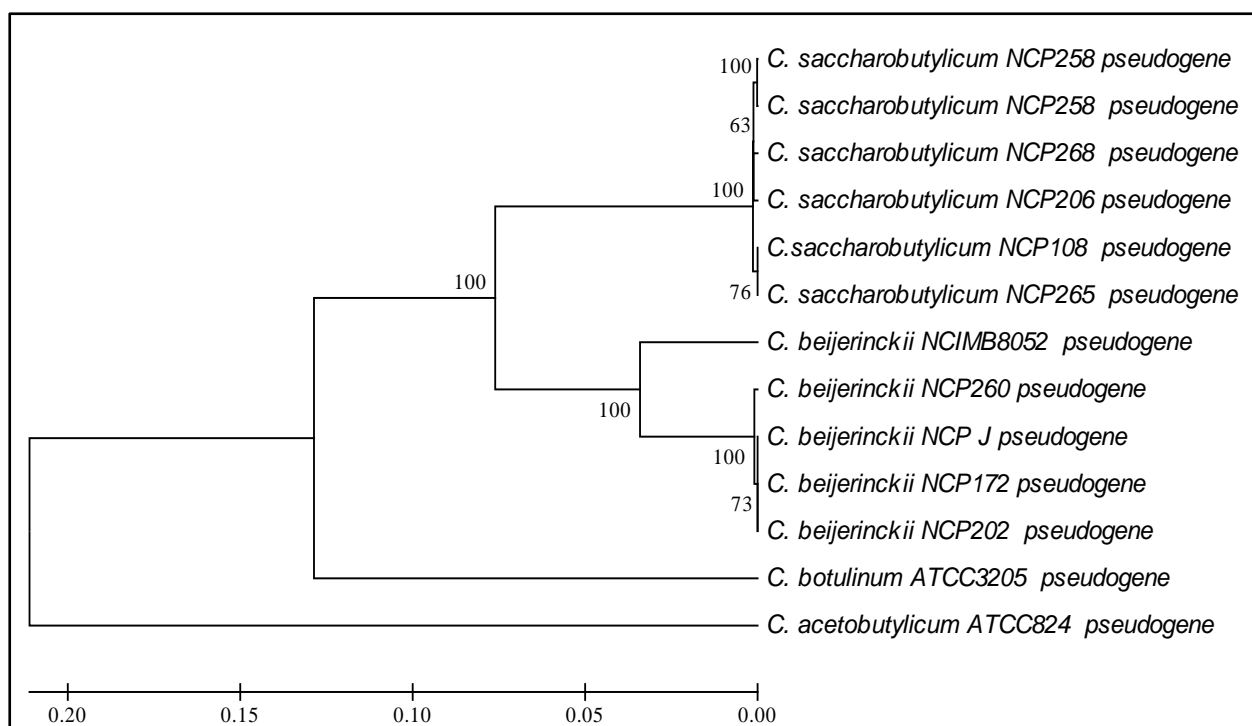 100
C. saccharobutylicum NCP258 pseudogene
C. saccharobutylicum NCP258 pseudogene
63
C. saccharobutylicum NCP268 pseudogene
100
C. saccharobutylicum NCP206 pseudogene
C.saccharobutylicum NCP108 pseudogene
100
76
C. saccharobutylicum NCP265 pseudogene
C. beijerinckii NCIMB8052 pseudogene
C. beijerinckii NCP260 pseudogene
100
C. beijerinckii NCP J pseudogene
100
C. beijerinckii NCP172 pseudogene
73
C. beijerinckii NCP202 pseudogene
C. botulinum ATCC3205 pseudogene
C. acetobutylicum ATCC824 pseudogene
0.20 0.15 0.10 0.05 0.00